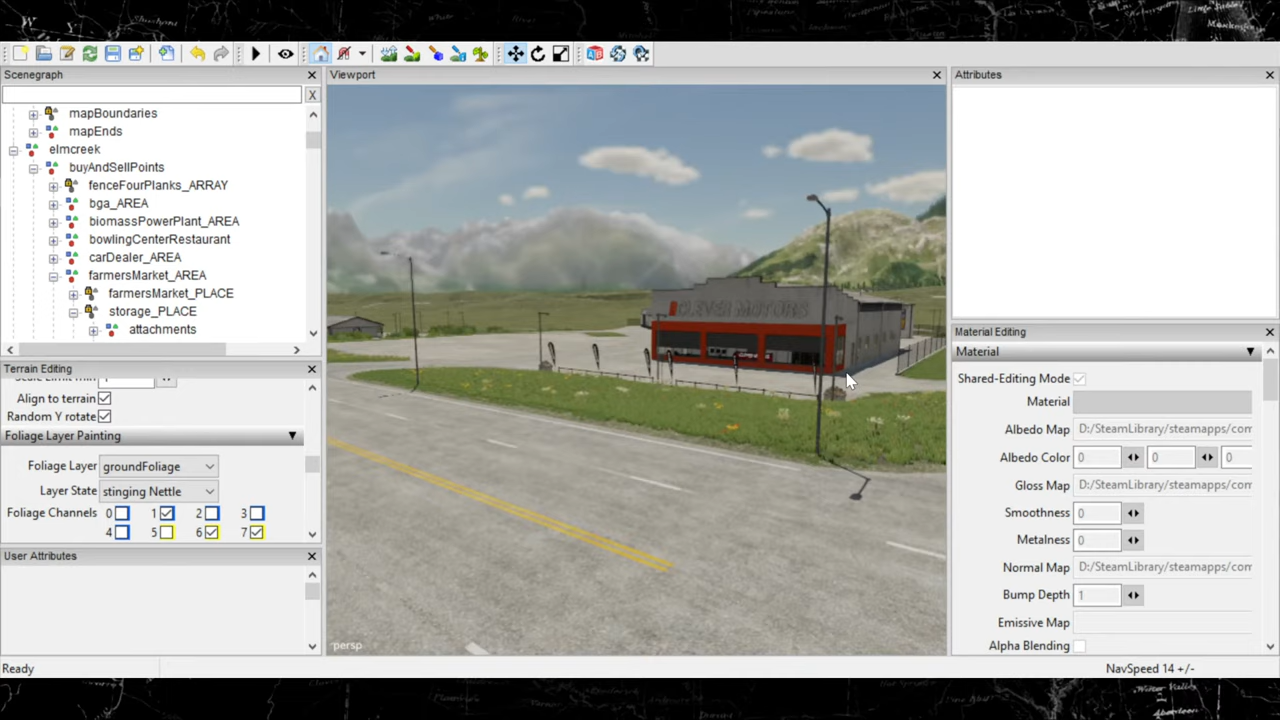 Scenegraph
X
mapBoundaries
mapEnds
elmcreek
buyAndSellPoints
fenceFourPlanks_ARRAY
bga_AREA
biomassPowerPlant_AREA
bowlingCenterRestaurant
carDealer_AREA
farmersMarket_AREA
farmersMarket_PLACE
storage_PLACE
attachments
Terrain Editing
Align to terrain
Random Y rotate
Foliage Layer Painting
Foliage Layer groundFoliage
Layer State stinging Nettle
Foliage Channels 0 1 2 3
4 5 6 7
User Attributes
Ready
Viewport
CLEVER MOTORS
persp
Attributes
Material Editing
Material
Shared-Editing Mode
Material
Albedo Map D:/SteamLibrary/steamapps/com
Albedo Color 0 0 0
Gloss Map D:/SteamLibrary/steamapps/com
Smoothness 0
Metalness 0
Normal Map D:/SteamLibrary/steamapps/com
Bump Depth 1
Emissive Map
Alpha Blending
NavSpeed 14 +/-